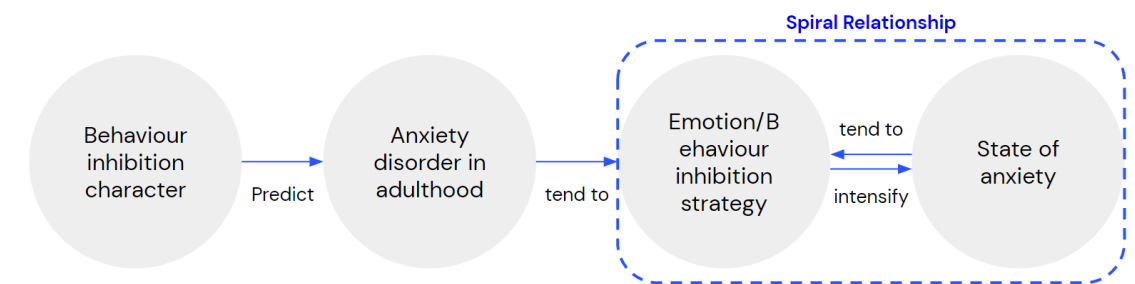 Spiral Relationship
Behaviour
inhibition
character
Predict
Anxiety
disorder in
adulthood
tend to
Emotion/B
ehaviour
inhibition
strategy
tend to
intensify
State of
anxiety